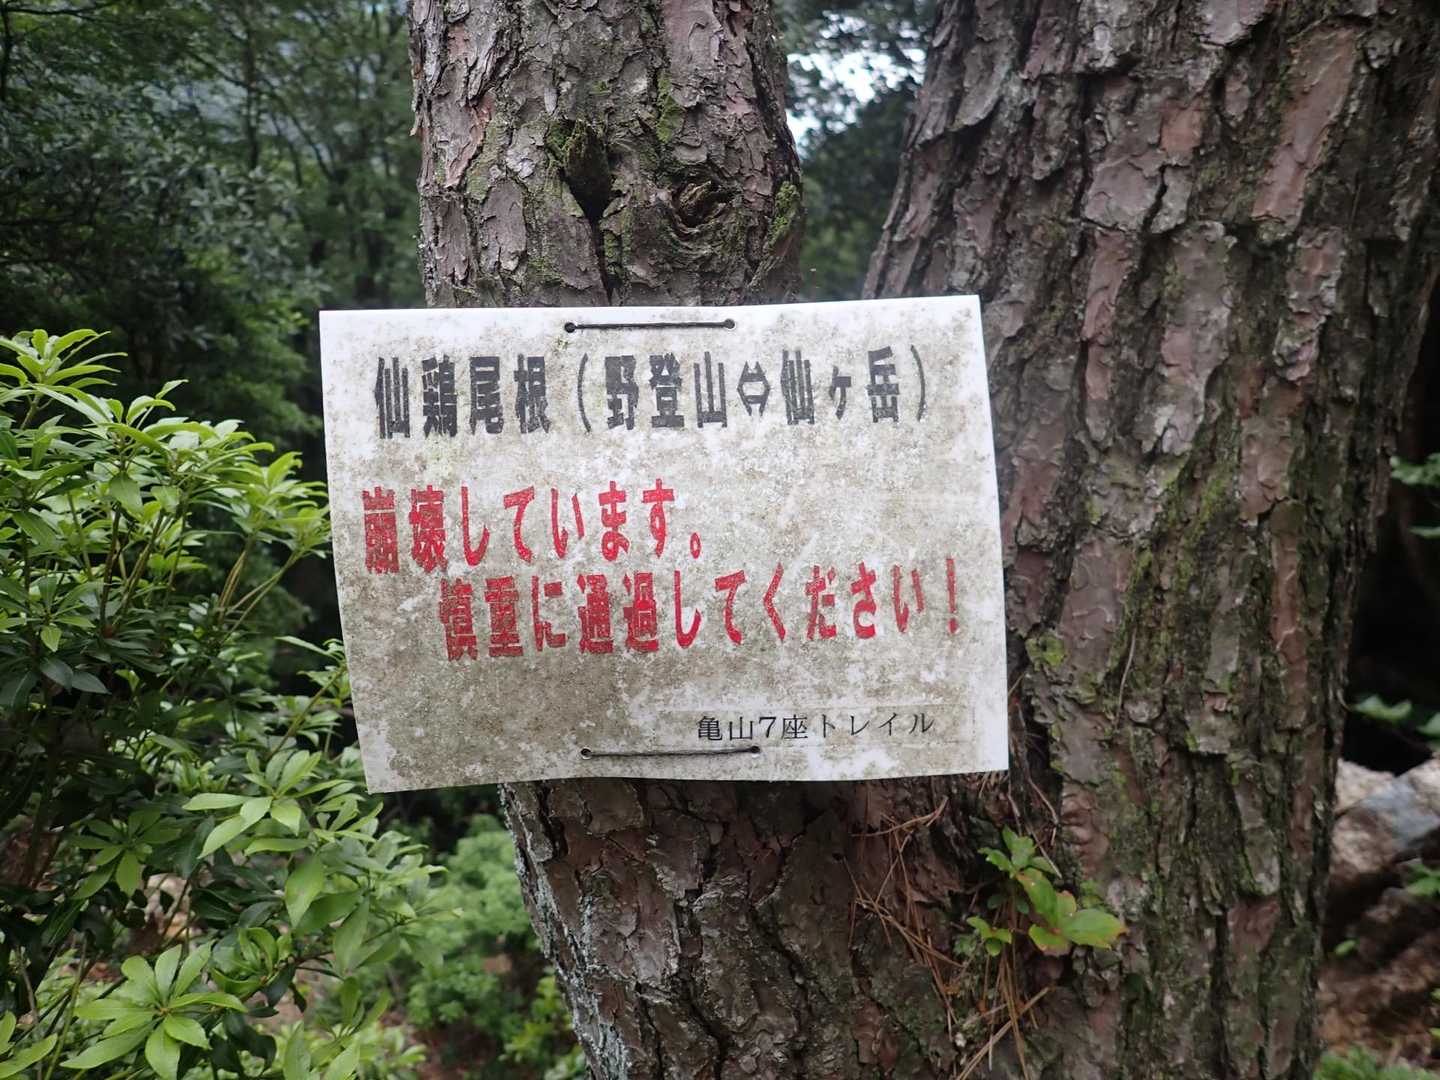 仙鶏尾根（野登山⇔仙ヶ岳）
崩壊しています。
慎重に通過してください！
亀山7座トレイル